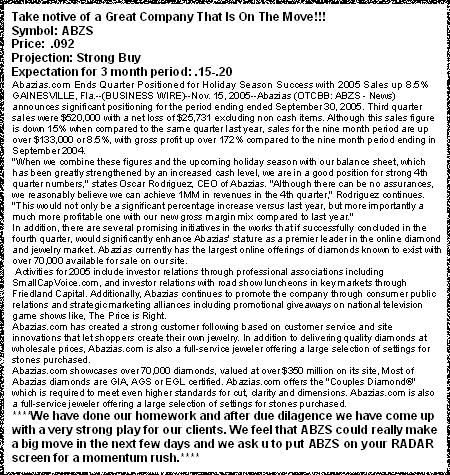 Take notive of a Great Company That Is On The Move!!!
Symbol: ABZS
Price: .092
Projection: Strong Buy
Expectation for 3 month period: .15-.20
Abazias.com Ends Quarter Positioned for Holiday Season Success with 2005 Sales up 8.5%
GAINESVILLE, Fla.--(BUSINESS WIRE)--Nov. 15, 2005--Abazias (OTCBB: ABZS - News)
announces significant positioning for the period ending ended September 30, 2005. Third quarter
sales were $520,000 with a net loss of $25,731 excluding non cash items. Although this sales figure
is down 15% when compared to the same quarter last year, sales for the nine month period are up
over $133,000 or 8.5%, with gross profit up over 172% compared to the nine month period ending in
September 2004.
"When we combine these figures and the upcoming holiday season with our balance sheet, which
has been greatly strengthened by an increased cash level, we are in a good position for strong 4th
quarter numbers," states Oscar Rodriguez, CEO of Abazias. "Although there can be no assurances,
we reasonably believe we can achieve 1MM in revenues in the 4th quarter," Rodriguez continues.
"This would not only be a significant percentage increase versus last year, but more importantly a
much more profitable one with our new gross margin mix compared to last year."
In addition, there are several promising initiatives in the works that if successfully concluded in the
fourth quarter, would significantly enhance Abazias' stature as a premier leader in the online diamond
and jewelry market. Abazias currently has the largest online offerings of diamonds known to exist with
over 70,000 available for sale on our site.
Activities for 2005 include investor relations through professional associations including
SmallCapVoice.com, and investor relations with road show luncheons in key markets through
Friedland Capital. Additionally, Abazias continues to promote the company through consumer public
relations and strategic marketing alliances including promotional giveaways on national television
game shows like, The Price is Right.
Abazias.com has created a strong customer following based on customer service and site
innovations that let shoppers create their own jewelry. In addition to delivering quality diamonds at
wholesale prices, Abazias.com is also a full-service jeweler offering a large selection of settings for
stones purchased.
Abazias.com showcases over 70,000 diamonds, valued at over $350 million on its site, Most of
Abazias diamonds are GIA, AGS or EGL certified. Abazias.com offers the "Couples Diamond®"
which is required to meet even higher standards for cut, clarity and dimensions. Abazias.com is also
a full-service jeweler offering a large selection of settings for stones purchased.
****We have done our homework and after due dilagence we have come up
with a very strong play for our clients. We feel that ABZS could really make
a big move in the next few days and we ask u to put ABZS on your RADAR
screen for a momentum rush.****